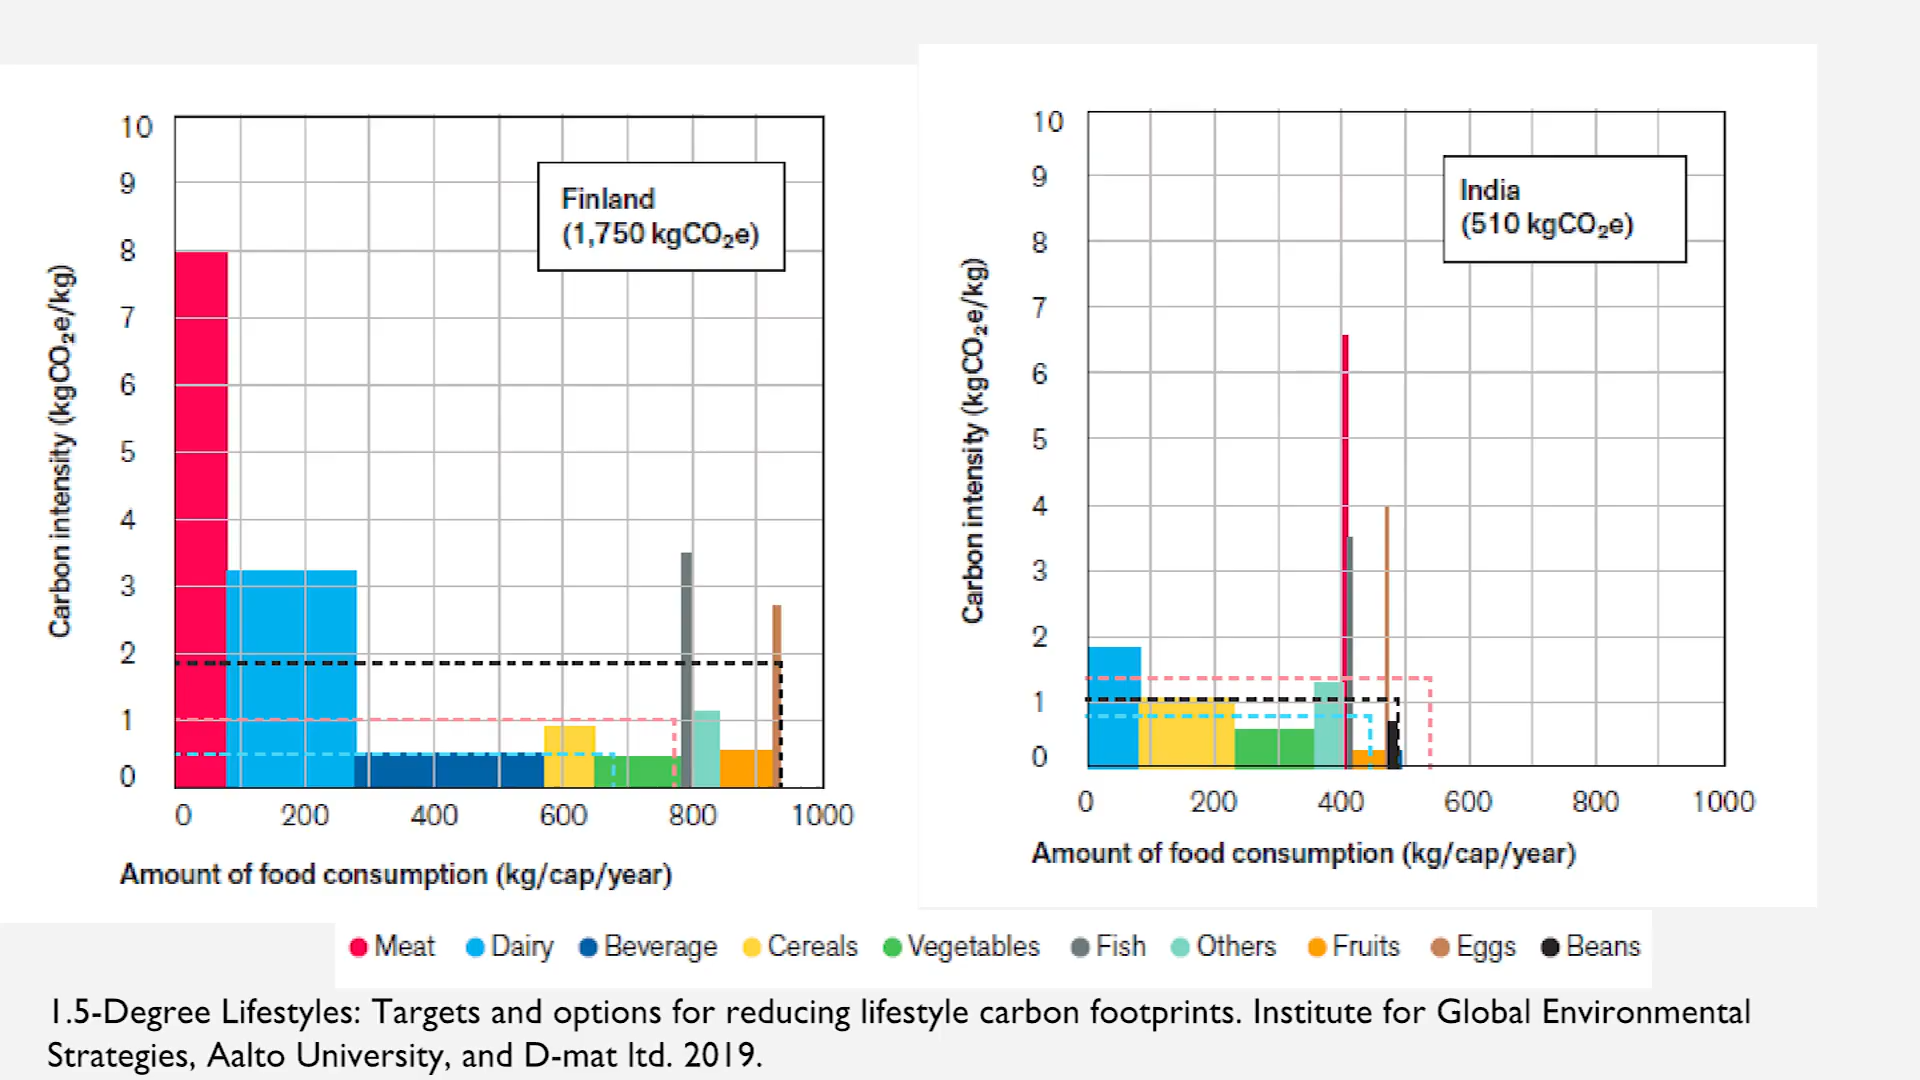 10
9
8
7
6
5
4
3
2
1
0
Carbon intensity (kgCO₂e/kg)
Finland
(1,750 kgCO₂e)
0 200 400 600 800 1000
Amount of food consumption (kg/cap/year)
10
9
8
7
6
5
4
3
2
1
0
Carbon intensity (kgCO₂e/kg)
India
(510 kgCO₂e)
0 200 400 600 800 1000
Amount of food consumption (kg/cap/year)
Meat Dairy Beverage Cereals Vegetables Fish Others Fruits Eggs Beans
1.5-Degree Lifestyles: Targets and options for reducing lifestyle carbon footprints. Institute for Global Environmental
Strategies, Aalto University, and D-mat ltd. 2019.